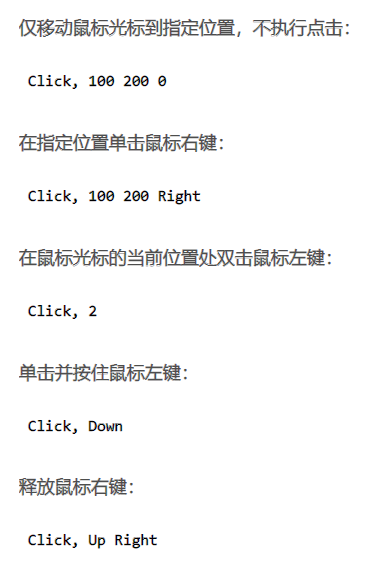 仅移动鼠标光标到指定位置，不执行点击：
Click, 100 200 0
在指定位置单击鼠标右键：
Click, 100 200 Right
在鼠标光标的当前位置处双击鼠标左键：
Click, 2
单击并按住鼠标左键：
Click, Down
释放鼠标右键：
Click, Up Right